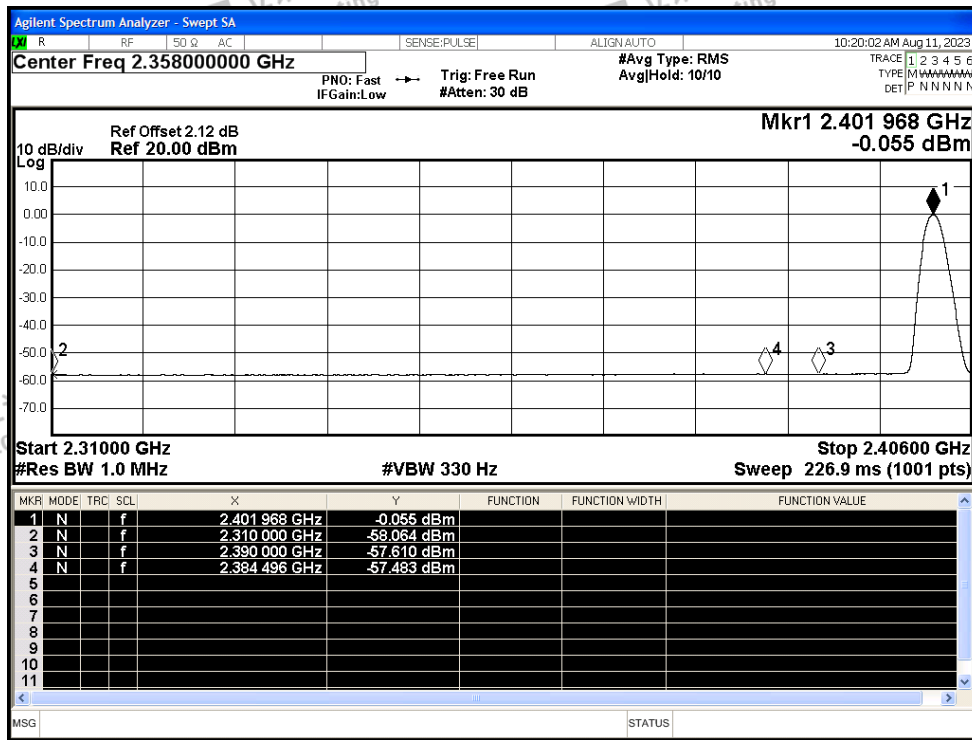 Agilent Spectrum Analyzer - Swept SA
LXI R RF 50 Ω AC SENSE:PULSE ALIGN AUTO 10:20:02 AM Aug 11, 2023
Center Freq 2.358000000 GHz #Avg Type: RMS TRACE 1 2 3 4 5 6
PNO: Fast Trig: Free Run Avg|Hold: 10/10 TYPE M WWWWW
IFGain:Low #Atten: 30 dB DET P N N N N N
Mkr1 2.401 968 GHz
Ref Offset 2.12 dB -0.055 dBm
10 dB/div Ref 20.00 dBm
Log
10.0
1
0.00
-10.0
-20.0
-30.0
-40.0
-50.0
2 4 3
-60.0
-70.0
Start 2.31000 GHz Stop 2.40600 GHz
#Res BW 1.0 MHz #VBW 330 Hz Sweep 226.9 ms (1001 pts)
MKR MODE TRC SCL X Y FUNCTION FUNCTION WIDTH FUNCTION VALUE
1 N f 2.401 968 GHz -0.055 dBm
2 N f 2.310 000 GHz -58.064 dBm
3 N f 2.390 000 GHz -57.610 dBm
4 N f 2.384 496 GHz -57.483 dBm
5
6
7
8
9
10
11
MSG STATUS